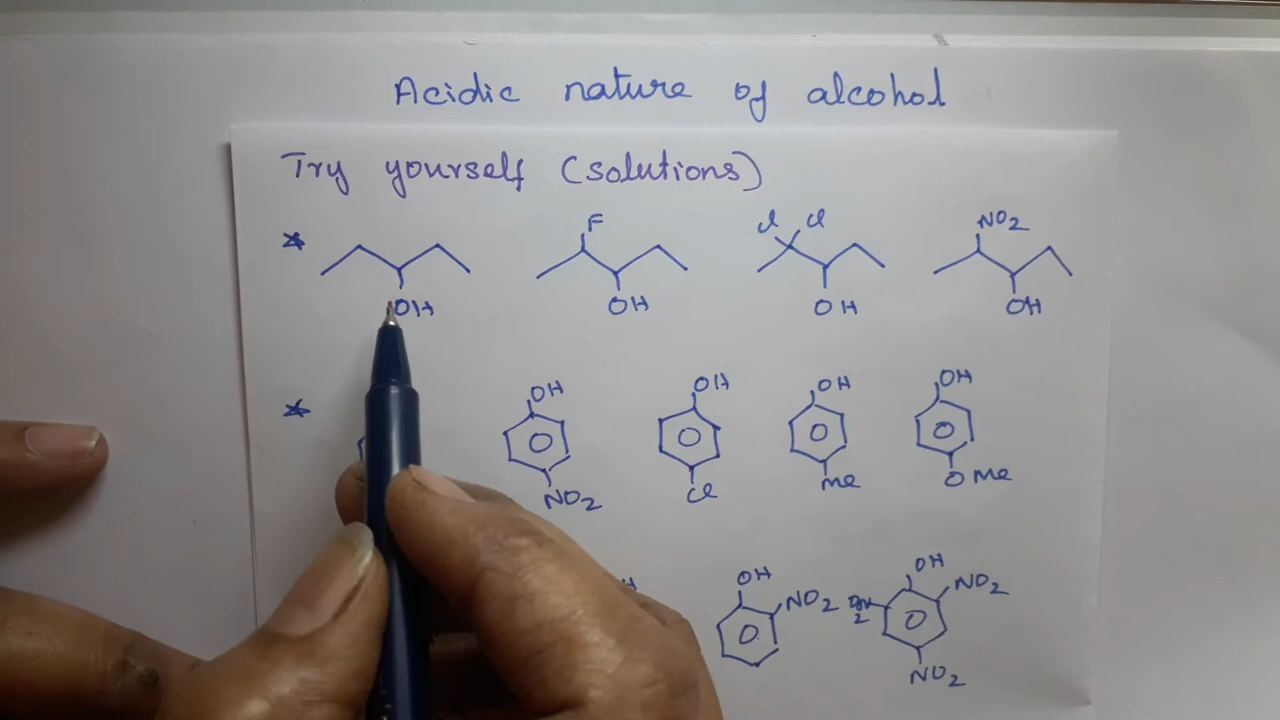 Acidic nature of alcohol
Try yourself (solutions)
F Cl Cl NO2
OH OH OH OH
OH OH OH OH
NO2 Cl Me OMe
OH OH
NO2 NO2
NO2